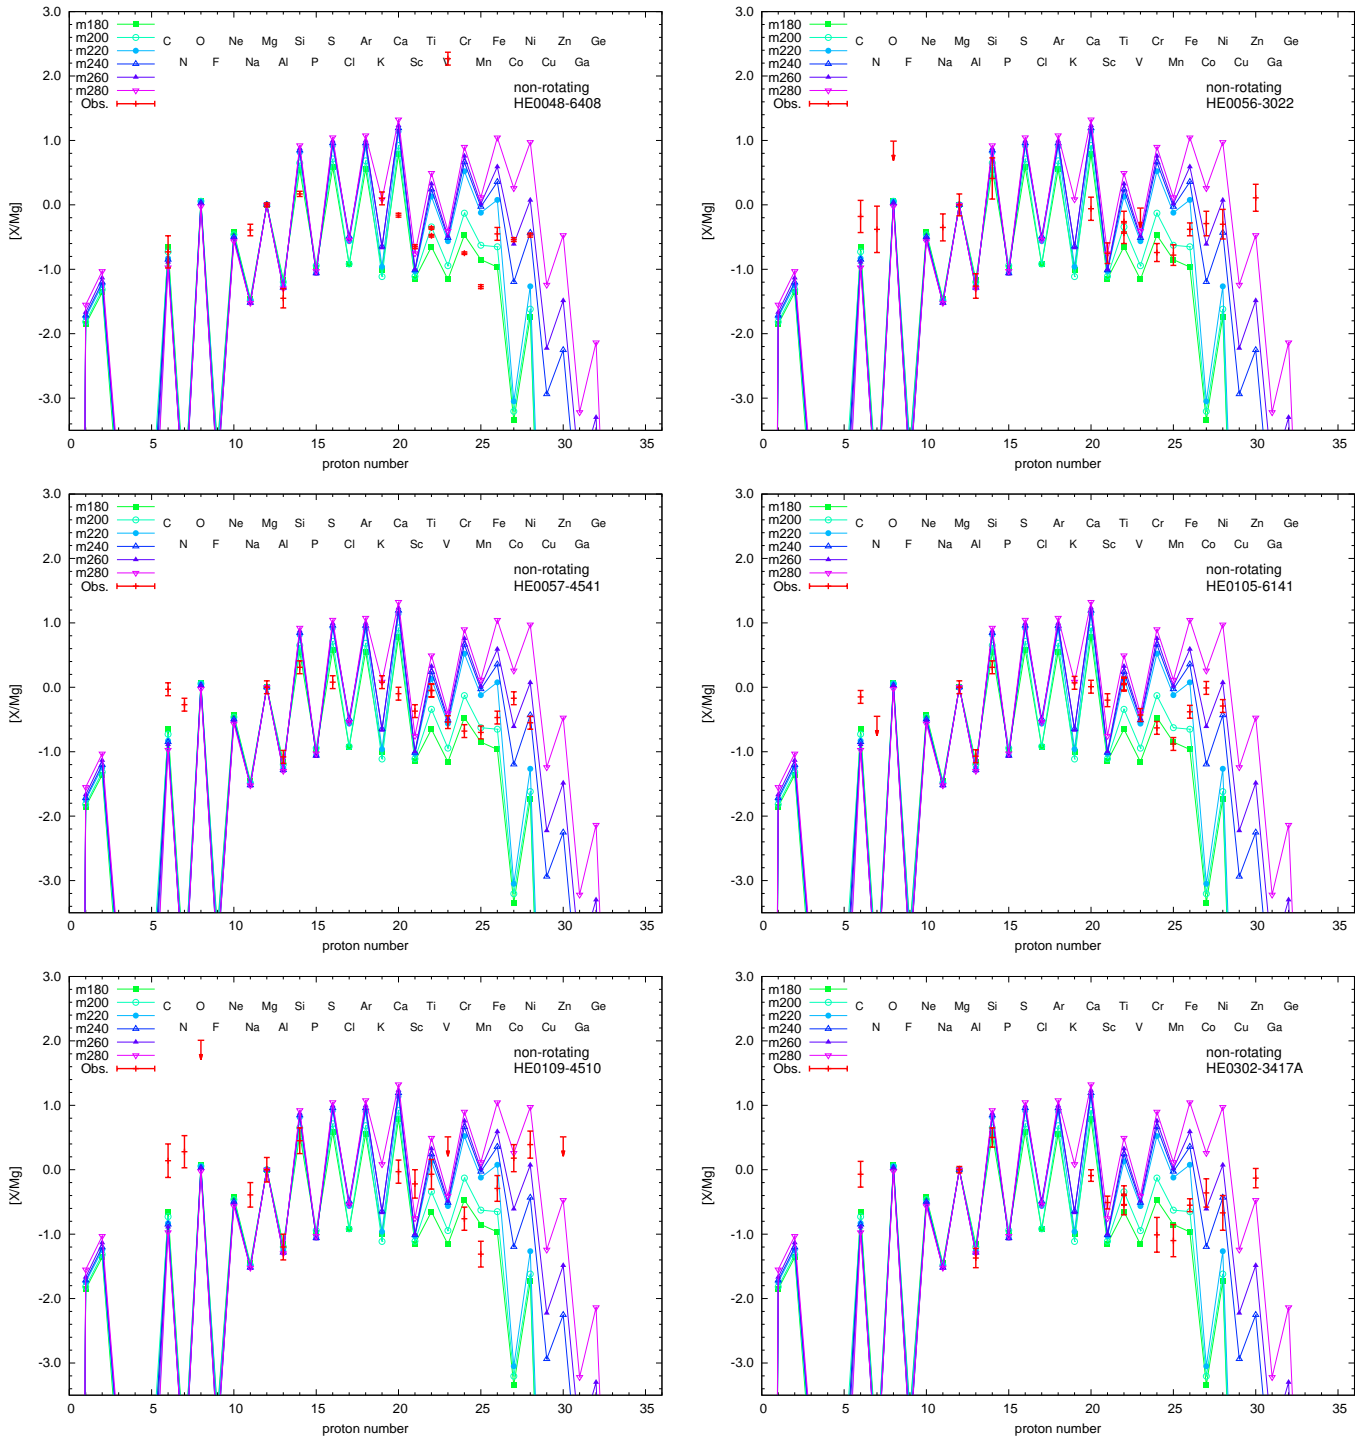 3.0
2.0
1.0
0.0
-1.0
-2.0
-3.0
[X/Mg]
m180
m200
m220
m240
m260
m280
Obs.
C O Ne Mg Si S Ar Ca Ti Cr Fe Ni Zn Ge
N F Na Al P Cl K Sc V Mn Co Cu Ga
non-rotating
HE0048-6408
0 5 10 15 20 25 30 35
proton number
3.0
2.0
1.0
0.0
-1.0
-2.0
-3.0
[X/Mg]
m180
m200
m220
m240
m260
m280
Obs.
C O Ne Mg Si S Ar Ca Ti Cr Fe Ni Zn Ge
N F Na Al P Cl K Sc V Mn Co Cu Ga
non-rotating
HE0056-3022
0 5 10 15 20 25 30 35
proton number
3.0
2.0
1.0
0.0
-1.0
-2.0
-3.0
[X/Mg]
m180
m200
m220
m240
m260
m280
Obs.
C O Ne Mg Si S Ar Ca Ti Cr Fe Ni Zn Ge
N F Na Al P Cl K Sc V Mn Co Cu Ga
non-rotating
HE0057-4541
0 5 10 15 20 25 30 35
proton number
3.0
2.0
1.0
0.0
-1.0
-2.0
-3.0
[X/Mg]
m180
m200
m220
m240
m260
m280
Obs.
C O Ne Mg Si S Ar Ca Ti Cr Fe Ni Zn Ge
N F Na Al P Cl K Sc V Mn Co Cu Ga
non-rotating
HE0105-6141
0 5 10 15 20 25 30 35
proton number
3.0
2.0
1.0
0.0
-1.0
-2.0
-3.0
[X/Mg]
m180
m200
m220
m240
m260
m280
Obs.
C O Ne Mg Si S Ar Ca Ti Cr Fe Ni Zn Ge
N F Na Al P Cl K Sc V Mn Co Cu Ga
non-rotating
HE0109-4510
0 5 10 15 20 25 30 35
proton number
3.0
2.0
1.0
0.0
-1.0
-2.0
-3.0
[X/Mg]
m180
m200
m220
m240
m260
m280
Obs.
C O Ne Mg Si S Ar Ca Ti Cr Fe Ni Zn Ge
N F Na Al P Cl K Sc V Mn Co Cu Ga
non-rotating
HE0302-3417A
0 5 10 15 20 25 30 35
proton number